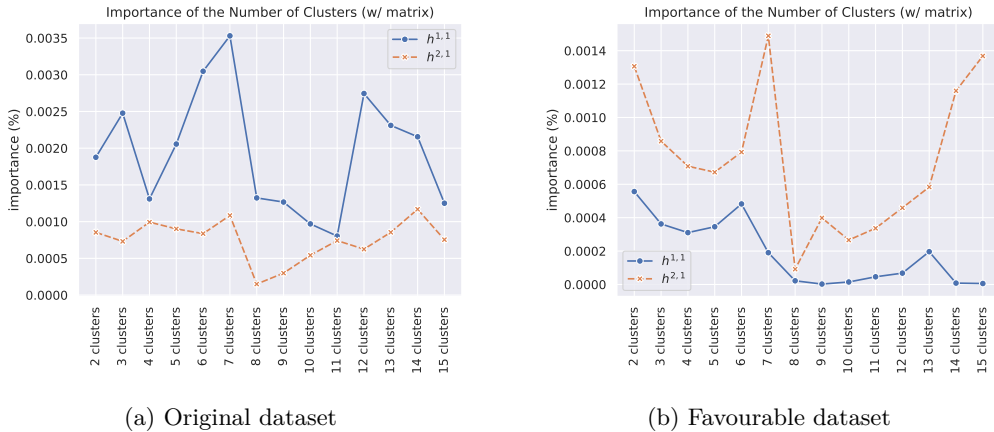 Importance of the Number of Clusters (w/ matrix)
importance (%)
0.0035
0.0030
0.0025
0.0020
0.0015
0.0010
0.0005
0.0000
h^{1,1}
h^{2,1}
2 clusters
3 clusters
4 clusters
5 clusters
6 clusters
7 clusters
8 clusters
9 clusters
10 clusters
11 clusters
12 clusters
13 clusters
14 clusters
15 clusters
(a) Original dataset
Importance of the Number of Clusters (w/ matrix)
importance (%)
0.0014
0.0012
0.0010
0.0008
0.0006
0.0004
0.0002
0.0000
h^{1,1}
h^{2,1}
2 clusters
3 clusters
4 clusters
5 clusters
6 clusters
7 clusters
8 clusters
9 clusters
10 clusters
11 clusters
12 clusters
13 clusters
14 clusters
15 clusters
(b) Favourable dataset